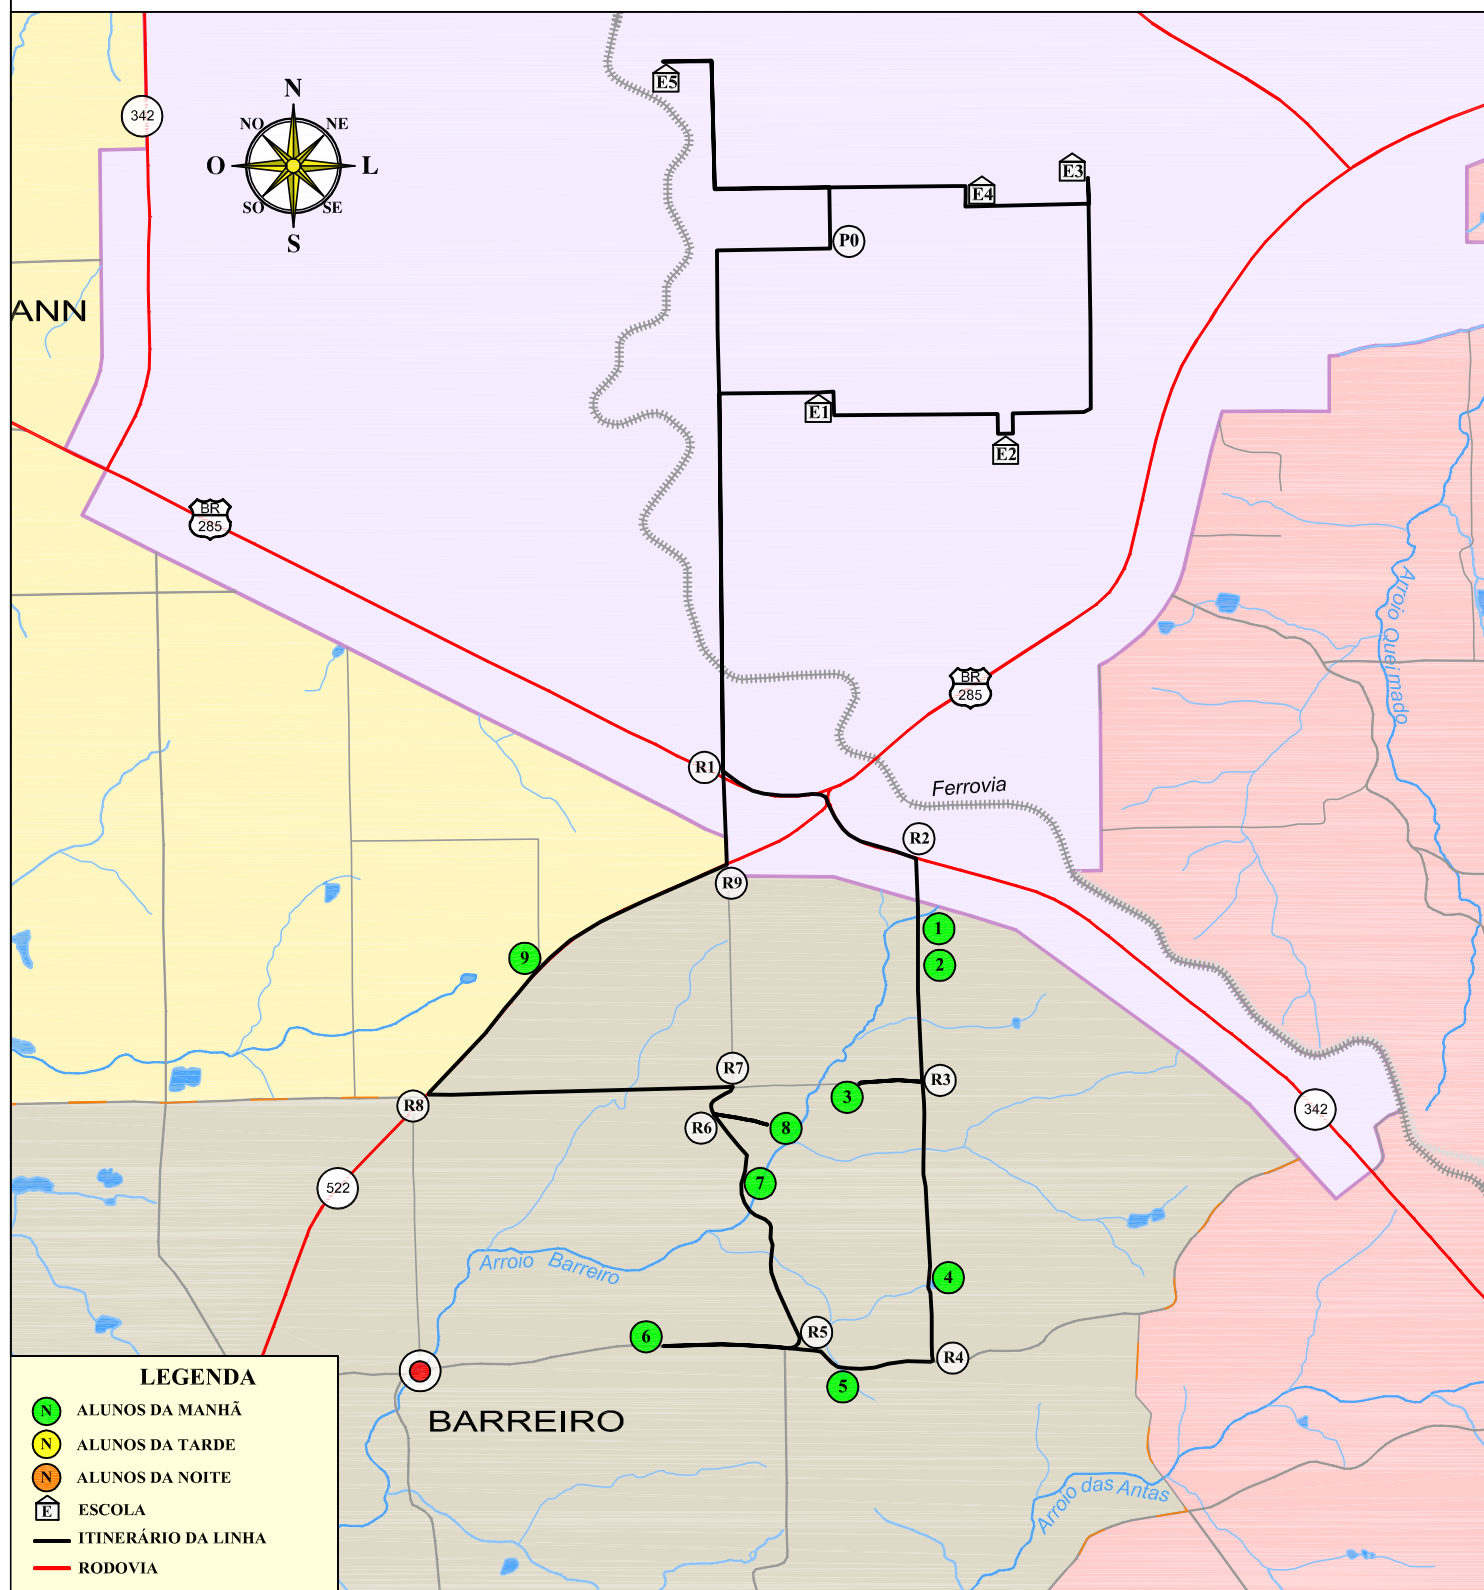 E5
342
N
NO
NE
O
L
SO
SE
S
E3
E4
P0
ANN
E1
E2
BR
285
BR
285
Arroio Queimado
R1
Ferrovia
R2
R9
1
2
9
R7
R3
3
R8
R6
8
342
7
522
Arroio Barreiro
4
6
R5
R4
5
BARREIRO
Arroio das Antas
LEGENDA
N ALUNOS DA MANHÃ
N ALUNOS DA TARDE
N ALUNOS DA NOITE
E ESCOLA
ITINERÁRIO DA LINHA
RODOVIA